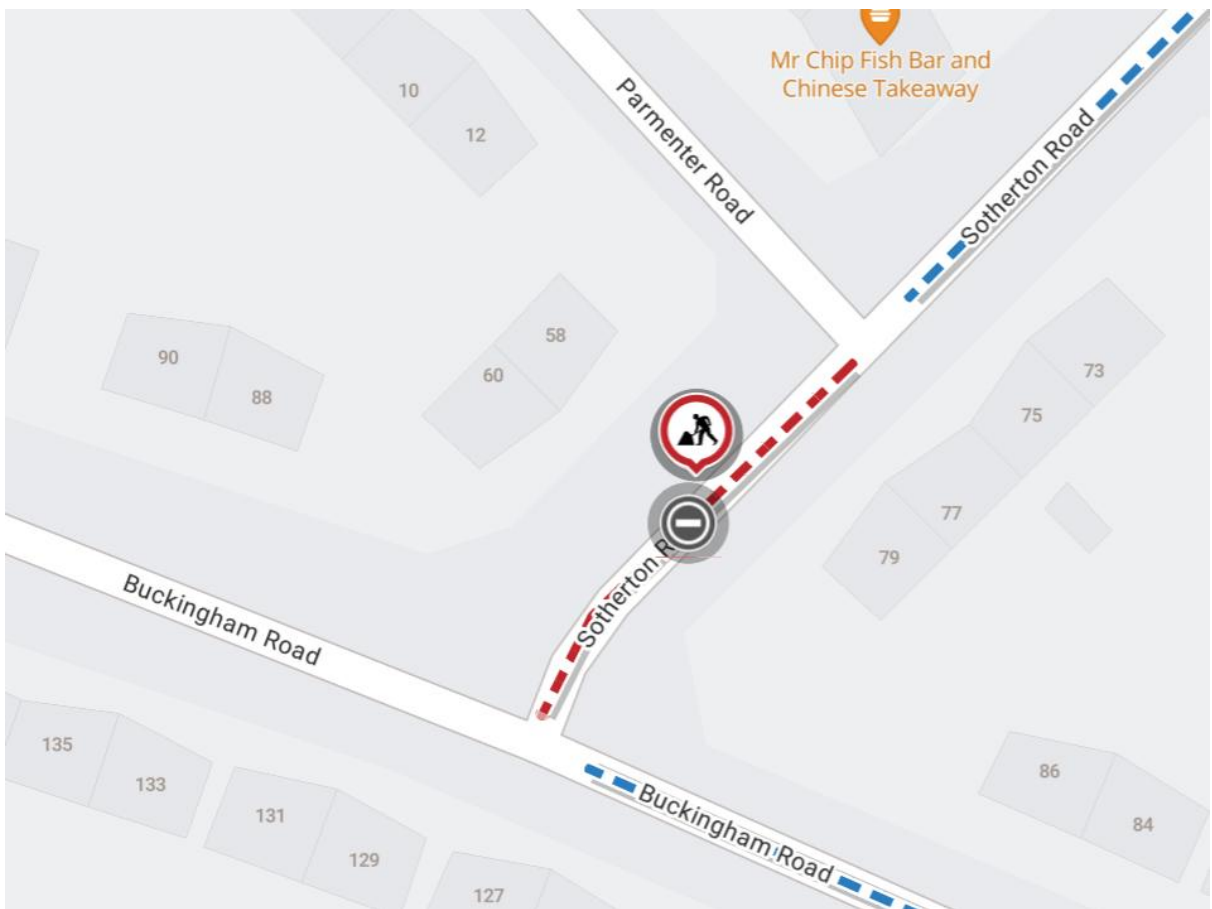 Mr Chip Fish Bar and
Chinese Takeaway
10
12
Parmenter Road
Sotherton Road
58
60
90
88
73
75
77
79
Sotherton R
Buckingham Road
135
133
131
129
127
Buckingham Road
86
84